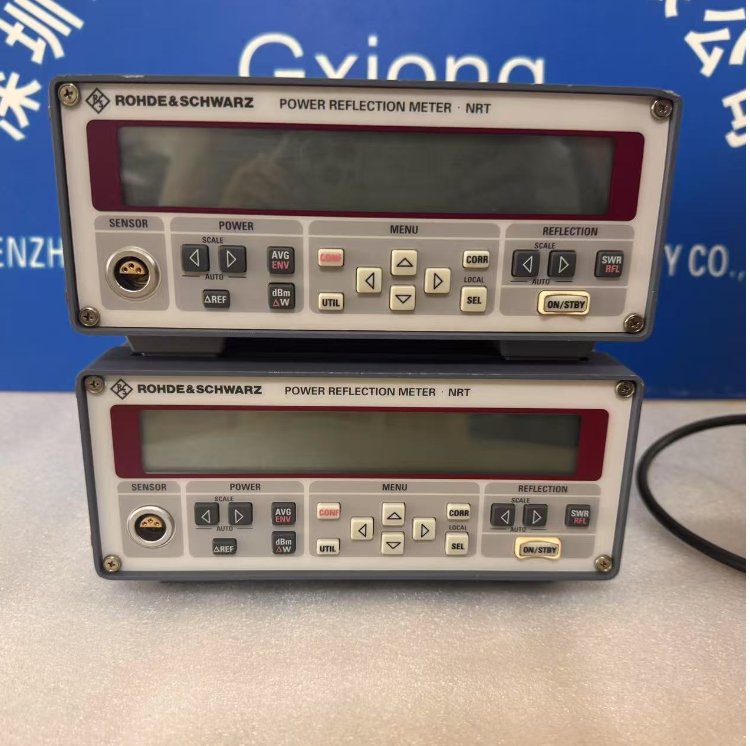 深圳
公司
Gxiong
ENZH
Y CO.,
ROHDE&SCHWARZ POWER REFLECTION METER · NRT
SENSOR POWER MENU REFLECTION
SCALE SCALE
AVG
ENV
CONF
CORR
SWR
RFL
AUTO LOCAL AUTO
ΔREF
dBm
ΔW
UTIL
SEL
ON/STBY
ROHDE&SCHWARZ POWER REFLECTION METER · NRT
SENSOR POWER MENU REFLECTION
SCALE SCALE
AVG
ENV
CONF
CORR
SWR
RFL
AUTO LOCAL AUTO
ΔREF
dBm
ΔW
UTIL
SEL
ON/STBY